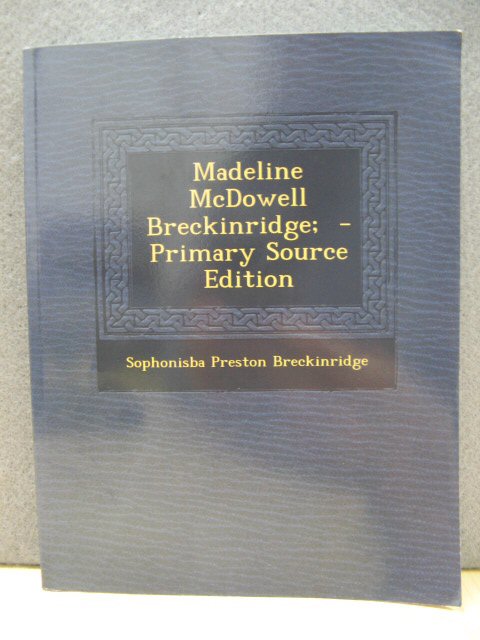 Madeline
McDowell
Breckinridge; -
Primary Source
Edition
Sophonisba Preston Breckinridge